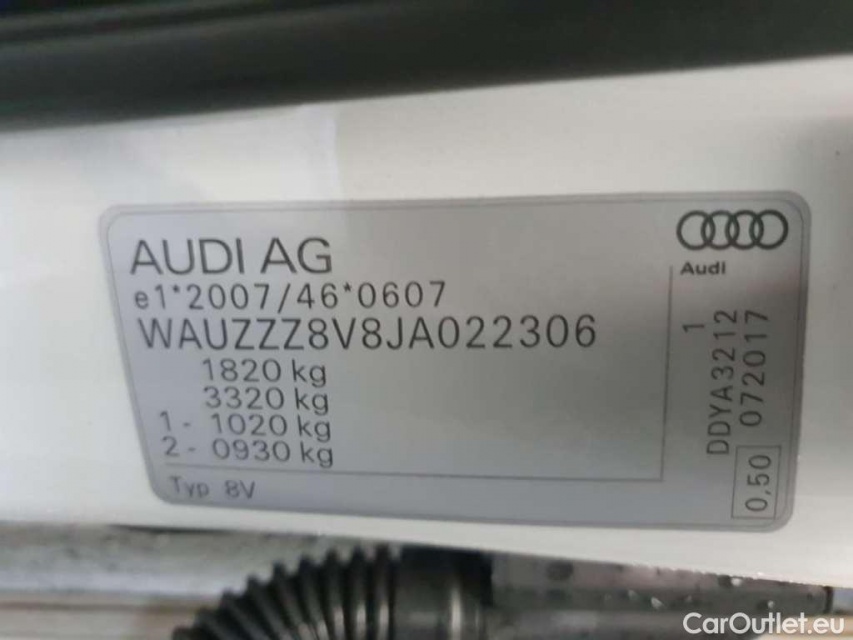 AUDI AG
e1*2007/46*0607
WAUZZZ8V8JA022306
1820 kg
3320 kg
1 - 1020 kg
2 - 0930 kg
Typ 8V
Audi
1
DDYA3212
072017
0,50
CarOutlet.eu